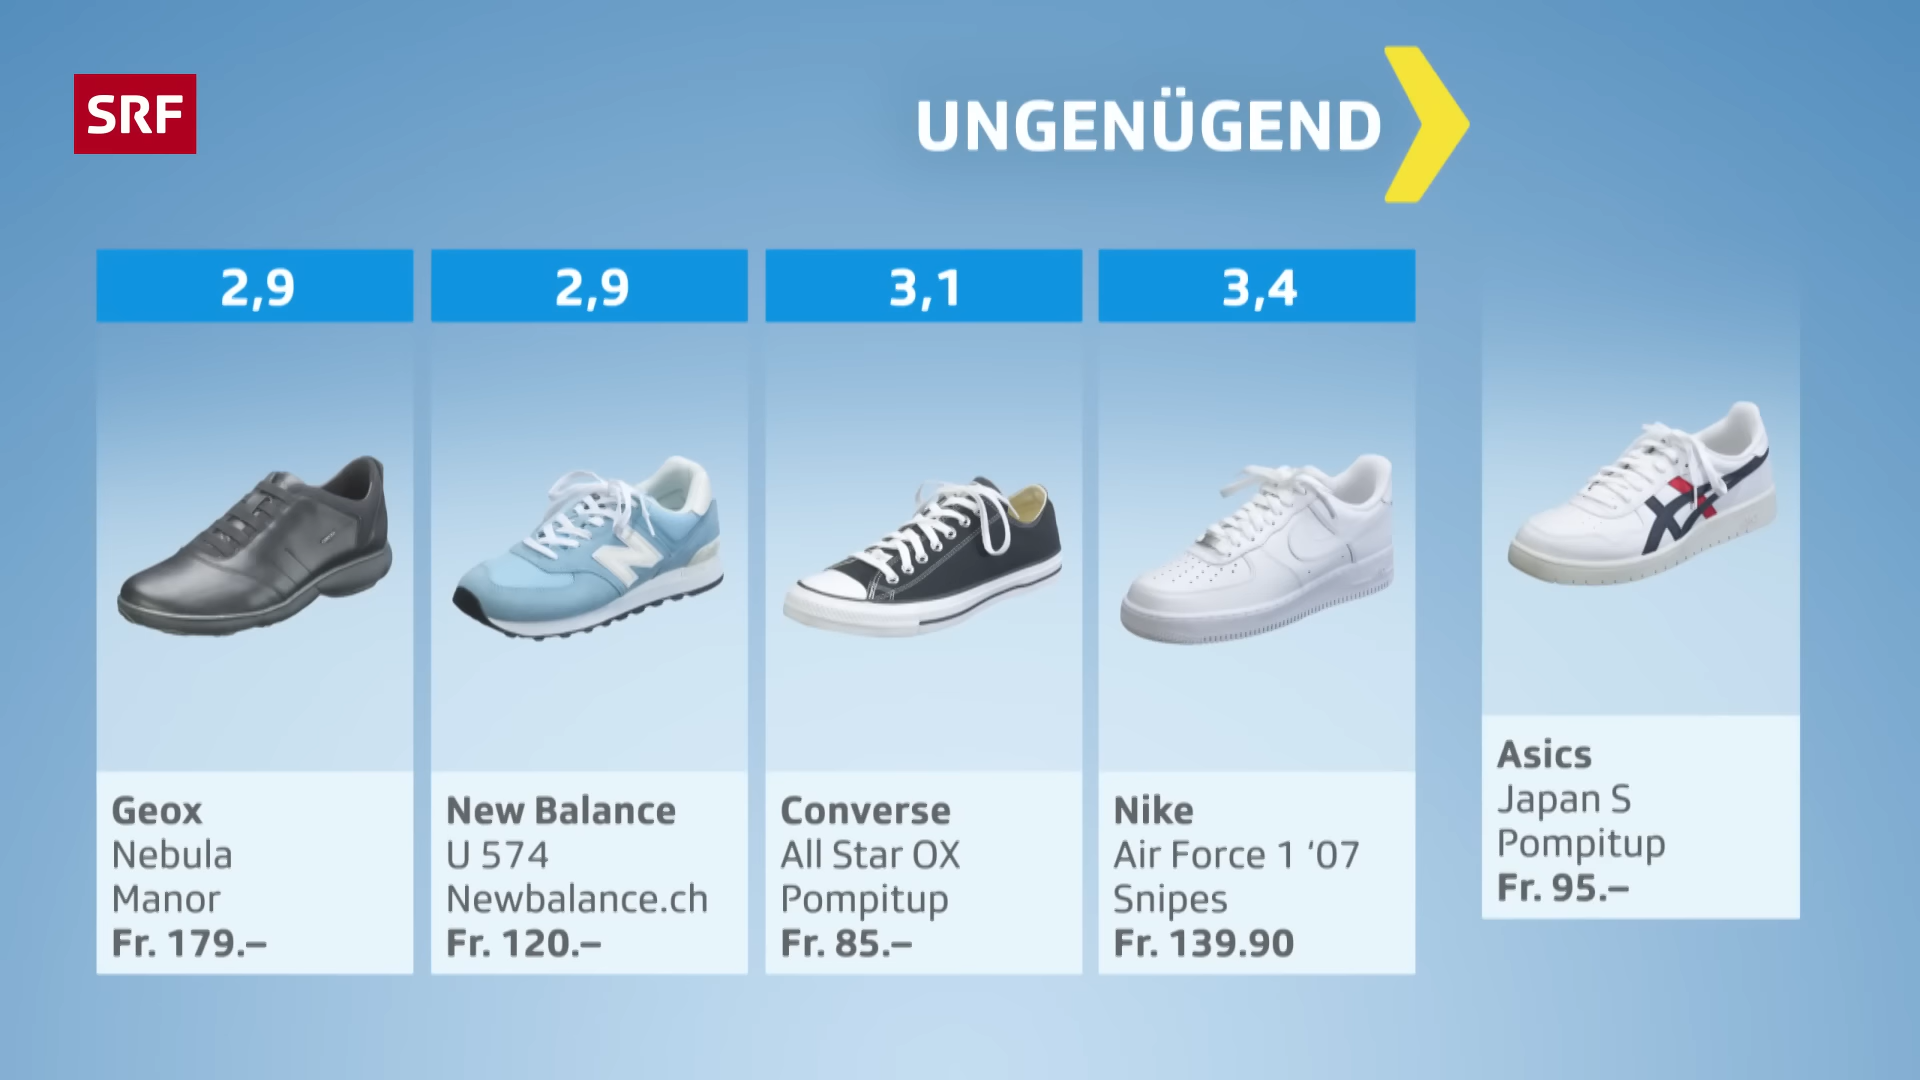 SRF
UNGENÜGEND
2,9
Geox
Nebula
Manor
Fr. 179.–
2,9
New Balance
U 574
Newbalance.ch
Fr. 120.–
3,1
Converse
All Star OX
Pompitup
Fr. 85.–
3,4
Nike
Air Force 1 ‘07
Snipes
Fr. 139.90
Asics
Japan S
Pompitup
Fr. 95.–